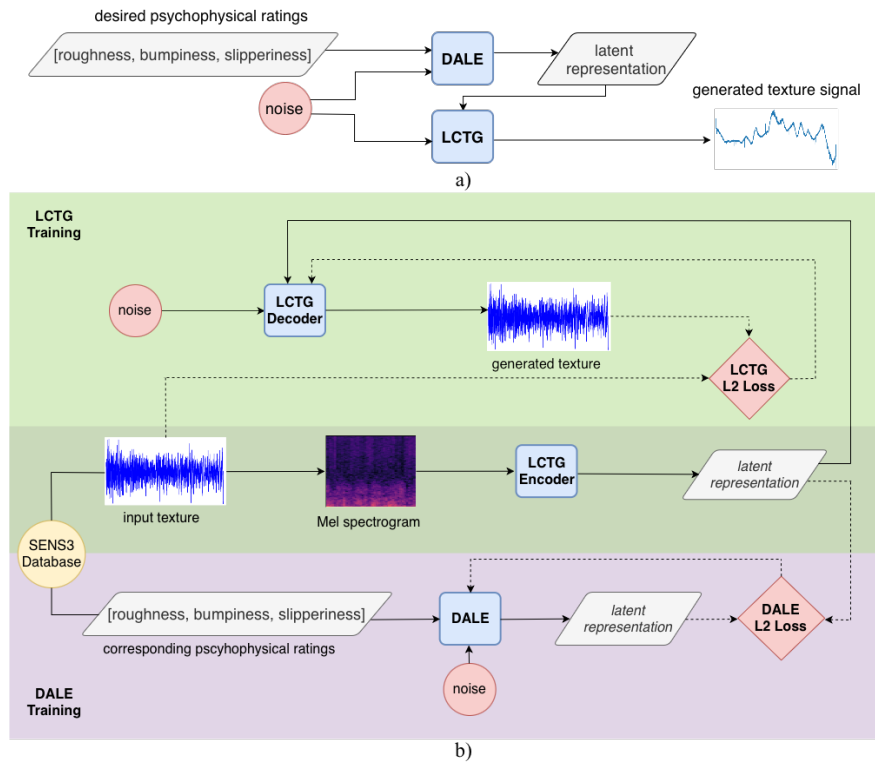 desired psychophysical ratings
[roughness, bumpiness, slipperiness]
DALE
latent
representation
noise
LCTG
generated texture signal
a)
LCTG
Training
noise
LCTG
Decoder
generated texture
LCTG
L2 Loss
input texture
Mel spectrogram
LCTG
Encoder
latent
representation
SENS3
Database
[roughness, bumpiness, slipperiness]
corresponding pscyhophysical ratings
DALE
latent
representation
DALE
L2 Loss
noise
DALE
Training
b)